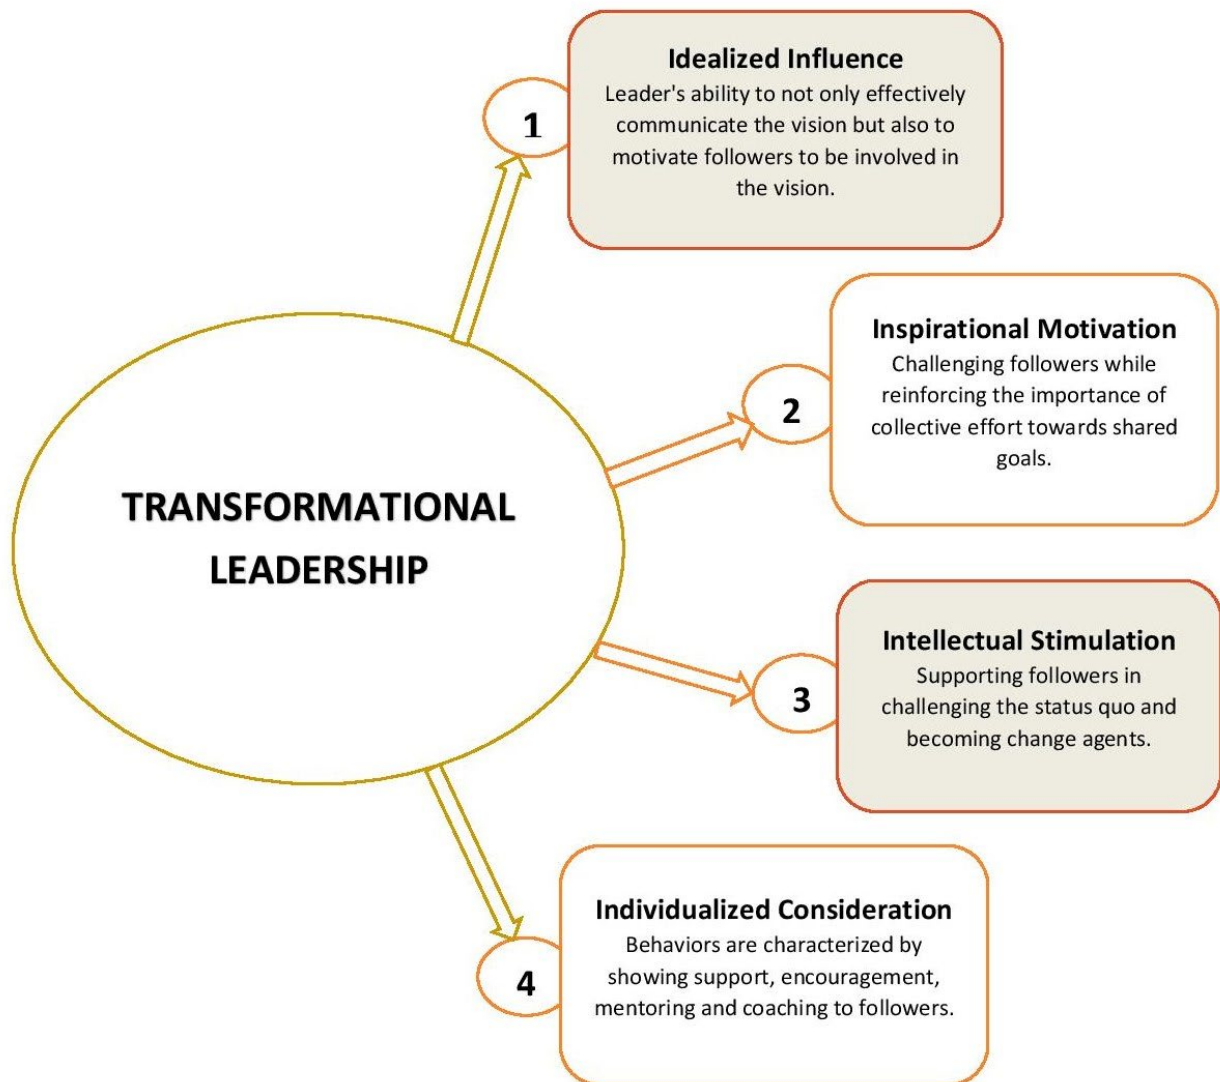 Idealized Influence
Leader's ability to not only effectively
communicate the vision but also to
motivate followers to be involved in
the vision.
1
Inspirational Motivation
Challenging followers while
reinforcing the importance of
collective effort towards shared
goals.
2
TRANSFORMATIONAL
LEADERSHIP
Intellectual Stimulation
Supporting followers in
challenging the status quo and
becoming change agents.
3
Individualized Consideration
Behaviors are characterized by
showing support, encouragement,
mentoring and coaching to followers.
4